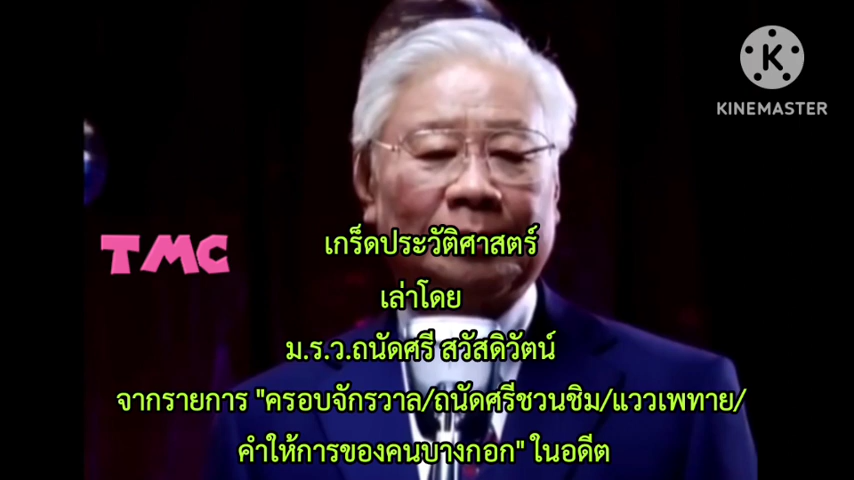 KINEMASTER
TMC
เกร็ดประวัติศาสตร์
เล่าโดย
ม.ร.ว.ถนัดศรี สวัสดิวัตน์
จากรายการ "ครอบจักรวาล/ถนัดศรีชวนชิม/แววเพทาย/
คำให้การของคนบางกอก" ในอดีต